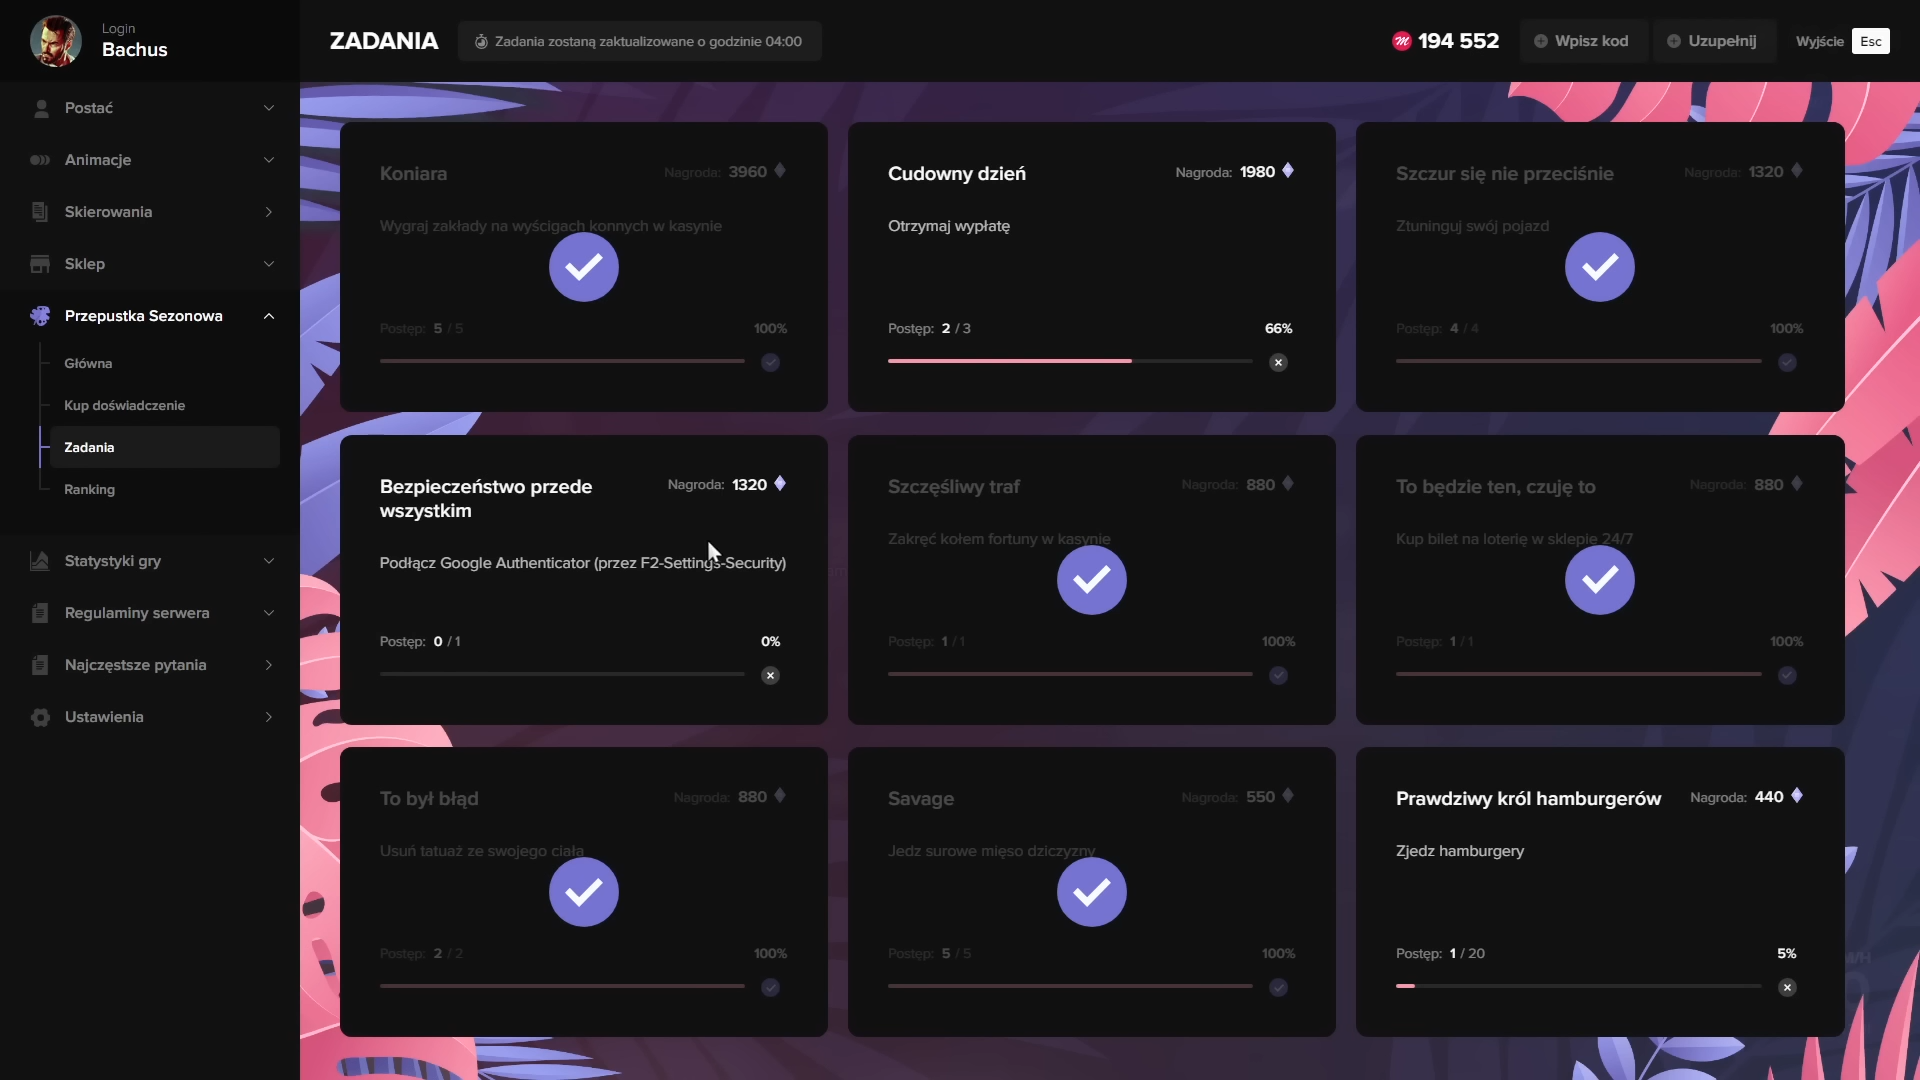 Login
Bachus
ZADANIA
Zadania zostaną zaktualizowane o godzinie 04:00
194 552
Wpisz kod
Uzupełnij
Wyjście
Esc
Postać
Animacje
Skierowania
Sklep
Przepustka Sezonowa
Główna
Kup doświadczenie
Zadania
Ranking
Statystyki gry
Regulaminy serwera
Najczęstsze pytania
Ustawienia
Koniara
Nagroda: 3960
Wygraj zakłady na wyścigach konnych w kasynie
Postęp: 5 / 5
100%
Cudowny dzień
Nagroda: 1980
Otrzymaj wypłatę
Postęp: 2 / 3
66%
Szczur się nie przeciśnie
Nagroda: 1320
Ztuninguj swój pojazd
Postęp: 4 / 4
100%
Bezpieczeństwo przede
wszystkim
Nagroda: 1320
Podłącz Google Authenticator (przez F2-Settings-Security)
Postęp: 0 / 1
0%
Szczęśliwy traf
Nagroda: 880
Zakręć kołem fortuny w kasynie
Postęp: 1 / 1
100%
To będzie ten, czuję to
Nagroda: 880
Kup bilet na loterię w sklepie 24/7
Postęp: 1 / 1
100%
To był błąd
Nagroda: 880
Usuń tatuaż ze swojego ciała
Postęp: 2 / 2
100%
Savage
Nagroda: 550
Jedz surowe mięso dziczyzny
Postęp: 5 / 5
100%
Prawdziwy król hamburgerów
Nagroda: 440
Zjedz hamburgery
Postęp: 1 / 20
5%